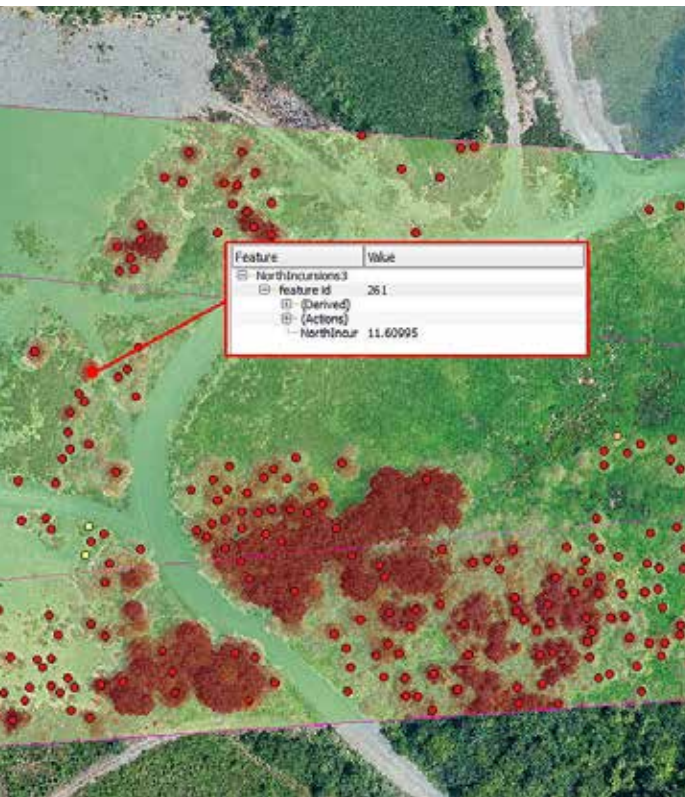 Feature Value
NorthIncursions3
feature id 261
(Derived)
(Actions)
NorthIncur 11.60995